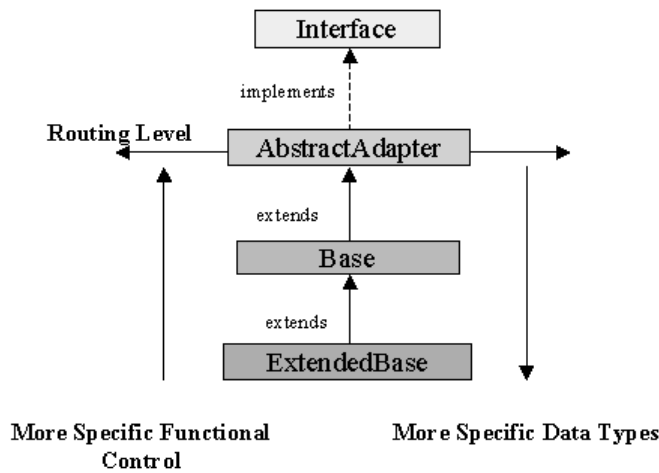 Interface
implements
Routing Level
AbstractAdapter
extends
Base
extends
ExtendedBase
More Specific Functional
Control
More Specific Data Types